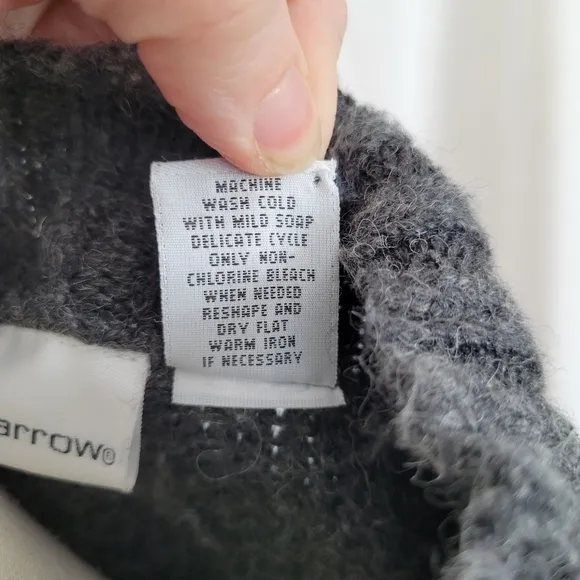 MACHINE
WASH COLD
WITH MILD SOAP
DELICATE CYCLE
ONLY NON-
CHLORINE BLEACH
WHEN NEEDED
RESHAPE AND
DRY FLAT
WARM IRON
IF NECESSARY
arrow®